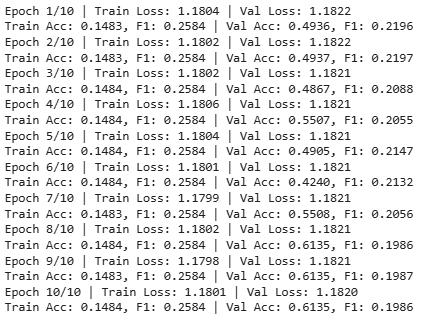 Epoch 1/10 | Train Loss: 1.1804 | Val Loss: 1.1822
Train Acc: 0.1483, F1: 0.2584 | Val Acc: 0.4936, F1: 0.2196
Epoch 2/10 | Train Loss: 1.1802 | Val Loss: 1.1822
Train Acc: 0.1483, F1: 0.2584 | Val Acc: 0.4937, F1: 0.2197
Epoch 3/10 | Train Loss: 1.1802 | Val Loss: 1.1821
Train Acc: 0.1484, F1: 0.2584 | Val Acc: 0.4867, F1: 0.2088
Epoch 4/10 | Train Loss: 1.1806 | Val Loss: 1.1821
Train Acc: 0.1484, F1: 0.2584 | Val Acc: 0.5507, F1: 0.2055
Epoch 5/10 | Train Loss: 1.1804 | Val Loss: 1.1821
Train Acc: 0.1484, F1: 0.2584 | Val Acc: 0.4905, F1: 0.2147
Epoch 6/10 | Train Loss: 1.1801 | Val Loss: 1.1821
Train Acc: 0.1484, F1: 0.2584 | Val Acc: 0.4240, F1: 0.2132
Epoch 7/10 | Train Loss: 1.1799 | Val Loss: 1.1821
Train Acc: 0.1483, F1: 0.2584 | Val Acc: 0.5508, F1: 0.2056
Epoch 8/10 | Train Loss: 1.1802 | Val Loss: 1.1821
Train Acc: 0.1484, F1: 0.2584 | Val Acc: 0.6135, F1: 0.1986
Epoch 9/10 | Train Loss: 1.1798 | Val Loss: 1.1821
Train Acc: 0.1483, F1: 0.2584 | Val Acc: 0.6135, F1: 0.1987
Epoch 10/10 | Train Loss: 1.1801 | Val Loss: 1.1820
Train Acc: 0.1484, F1: 0.2584 | Val Acc: 0.6135, F1: 0.1986